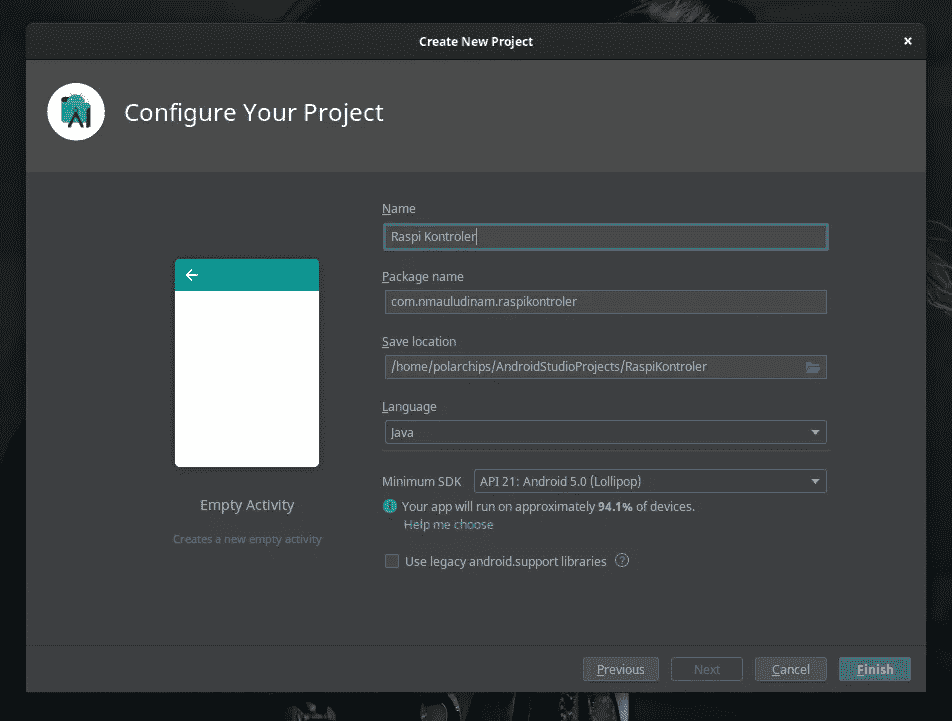 Create New Project
Configure Your Project
Name
Raspi Kontroler
Package name
com.nmauludinam.raspikontroler
Save location
/home/polarchips/AndroidStudioProjects/RaspiKontroler
Language
Java
Minimum SDK API 21: Android 5.0 (Lollipop)
Your app will run on approximately 94.1% of devices.
Help me choose
Use legacy android.support libraries ?
Empty Activity
Creates a new empty activity
Previous Next Cancel Finish